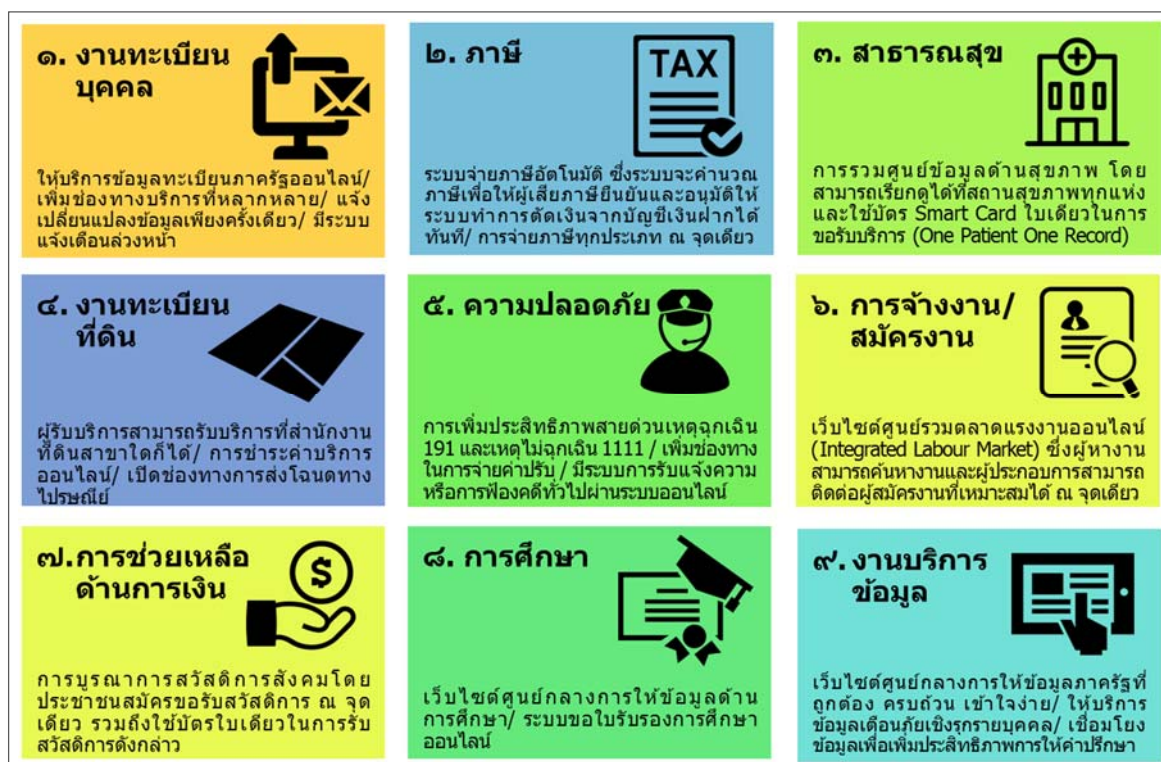 ๑. งานทะเบียน
บุคคล
ให้บริการข้อมูลทะเบียนภาครัฐออนไลน์/
เพิ่มช่องทางบริการที่หลากหลาย/ แจ้ง
เปลี่ยนแปลงข้อมูลเพียงครั้งเดียว/ มีระบบ
แจ้งเตือนล่วงหน้า
๒. ภาษี
TAX
ระบบจ่ายภาษีอัตโนมัติ ซึ่งระบบจะคำนวณ
ภาษีเพื่อให้ผู้เสียภาษียืนยันและอนุมัติให้
ระบบทำการตัดเงินจากบัญชีเงินฝากได้
ทันที/ การจ่ายภาษีทุกประเภท ณ จุดเดียว
๓. สาธารณสุข
การรวมศูนย์ข้อมูลด้านสุขภาพ โดย
สามารถเรียกดูได้ที่สถานสุขภาพทุกแห่ง
และใช้บัตร Smart Card ใบเดียวในการ
ขอรับบริการ (One Patient One Record)
๔. งานทะเบียน
ที่ดิน
ผู้รับบริการสามารถรับบริการที่สำนักงาน
ที่ดินสาขาใดก็ได้/ การชำระค่าบริการ
ออนไลน์/ เปิดช่องทางการส่งโฉนดทาง
ไปรษณีย์
๕. ความปลอดภัย
การเพิ่มประสิทธิภาพสายด่วนเหตุฉุกเฉิน
191 และเหตุไม่ฉุกเฉิน 1111 / เพิ่มช่องทาง
ในการจ่ายค่าปรับ / มีระบบการรับแจ้งความ
หรือการฟ้องคดีทั่วไปผ่านระบบออนไลน์
๖. การจ้างงาน/
สมัครงาน
เว็บไซต์ศูนย์รวมตลาดแรงงานออนไลน์
(Integrated Labour Market) ซึ่งผู้หางาน
สามารถค้นหางานและผู้ประกอบการสามารถ
ติดต่อผู้สมัครงานที่เหมาะสมได้ ณ จุดเดียว
๗.การช่วยเหลือ
ด้านการเงิน
$
การบูรณาการสวัสดิการสังคมโดย
ประชาชนสมัครขอรับสวัสดิการ ณ จุด
เดียว รวมถึงใช้บัตรใบเดียวในการรับ
สวัสดิการดังกล่าว
๘. การศึกษา
เว็บไซต์ศูนย์กลางการให้ข้อมูลด้าน
การศึกษา/ ระบบขอใบรับรองการศึกษา
ออนไลน์
๙. งานบริการ
ข้อมูล
เว็บไซต์ศูนย์กลางการให้ข้อมูลภาครัฐที่
ถูกต้อง ครบถ้วน เข้าใจง่าย/ ให้บริการ
ข้อมูลเตือนภัยเชิงรุกรายบุคคล/ เชื่อมโยง
ข้อมูลเพื่อเพิ่มประสิทธิภาพการให้คำปรึกษา